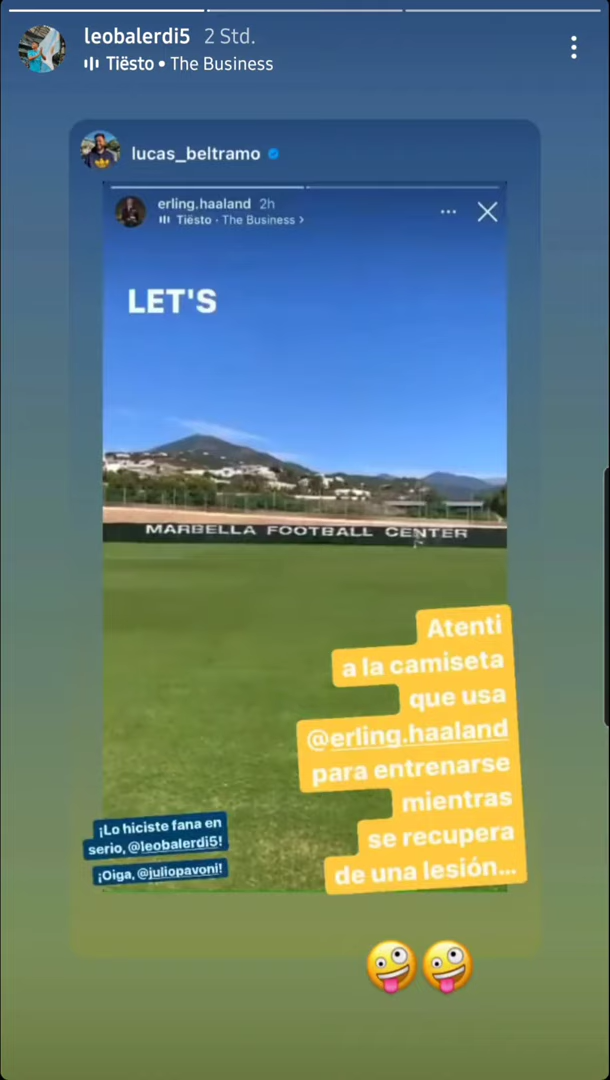 leobalerdi5 2 Std.
Tiësto • The Business
lucas_beltramo
erling.haaland 2h
Tiësto · The Business >
LET'S
MARBELLA FOOTBALL CENTER
Atenti
a la camiseta
que usa
@erling.haaland
para entrenarse
mientras
se recupera
de una lesión...
¡Lo hiciste fana en
serio, @leobalerdi5!
¡Oiga, @juliopavoni!